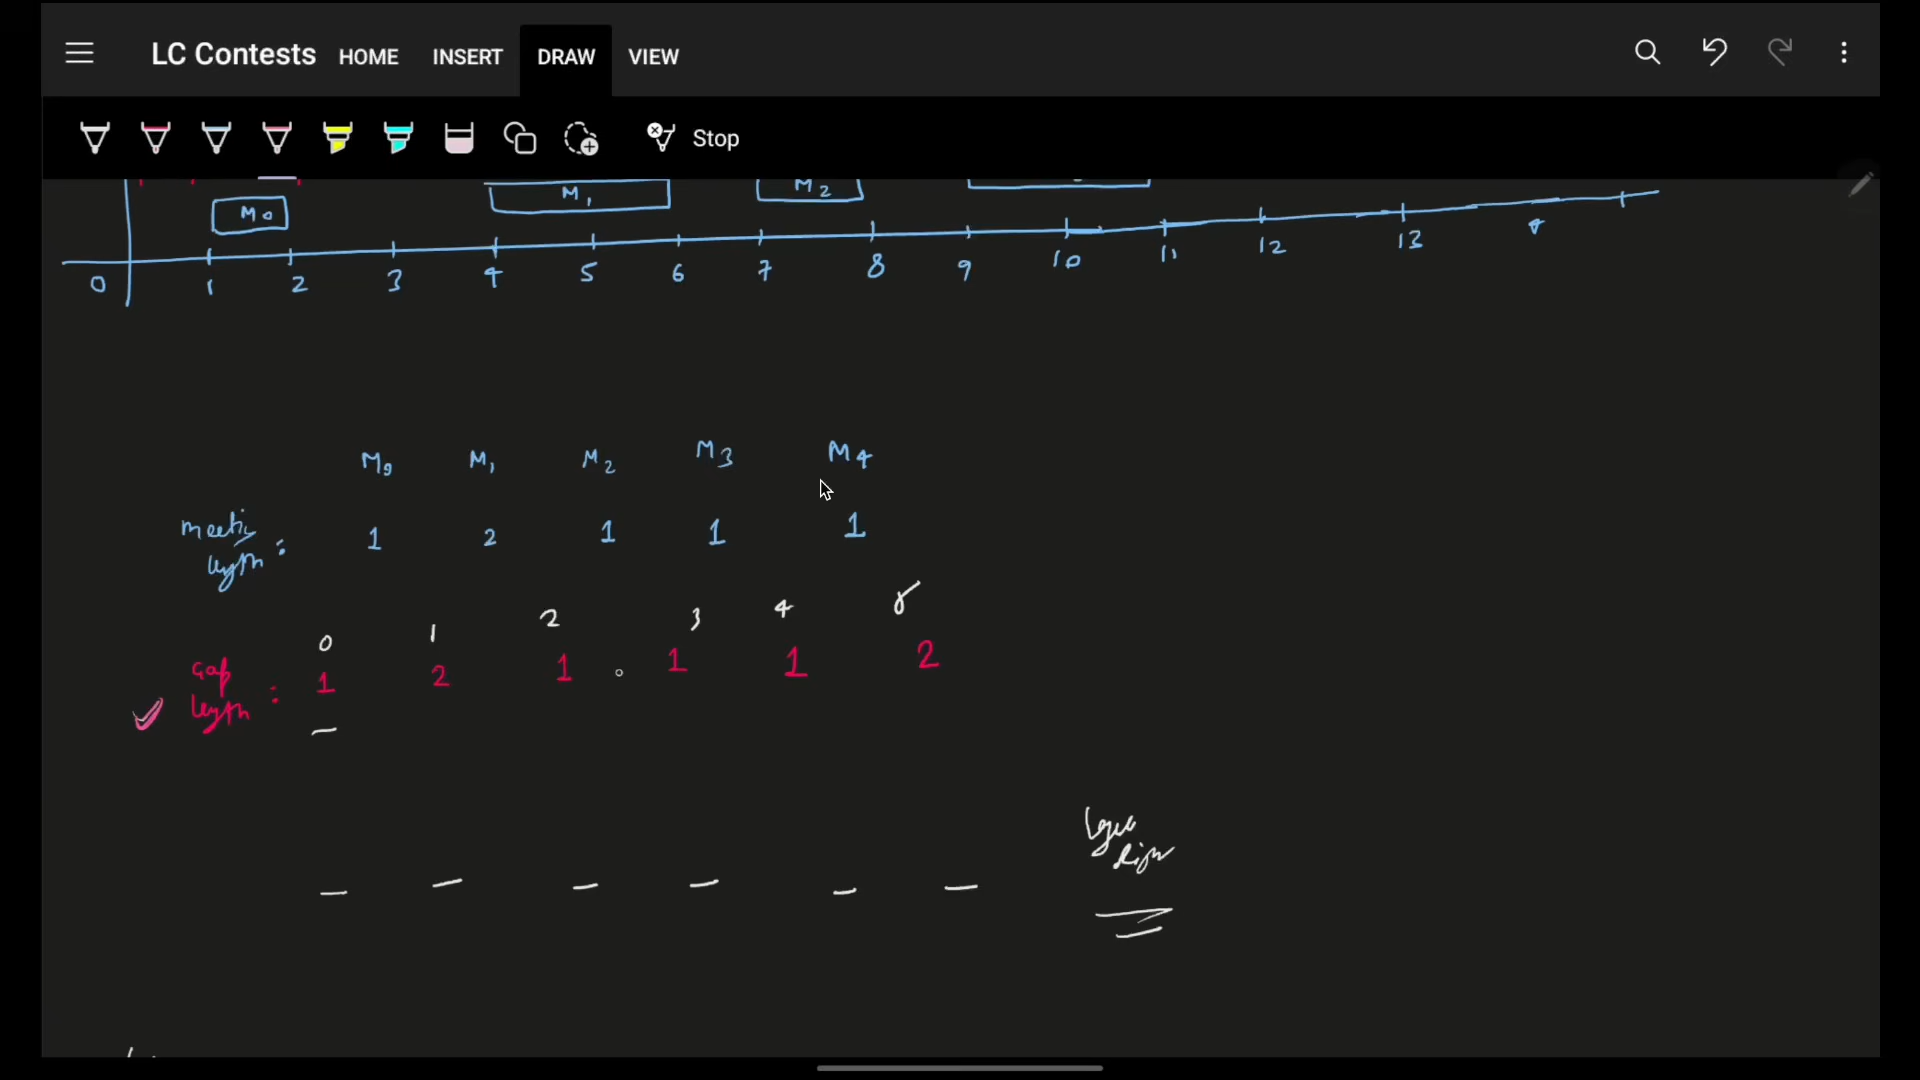 LC Contests HOME INSERT DRAW VIEW
Stop
M0 M1 M2
0 1 2 3 4 5 6 7 8 9 10 11 12 13
M0 M1 M2 M3 M4
length : 1 2 1 1 1
0 1 2 3 4
Gap
length : 1 2 1 1 1 2